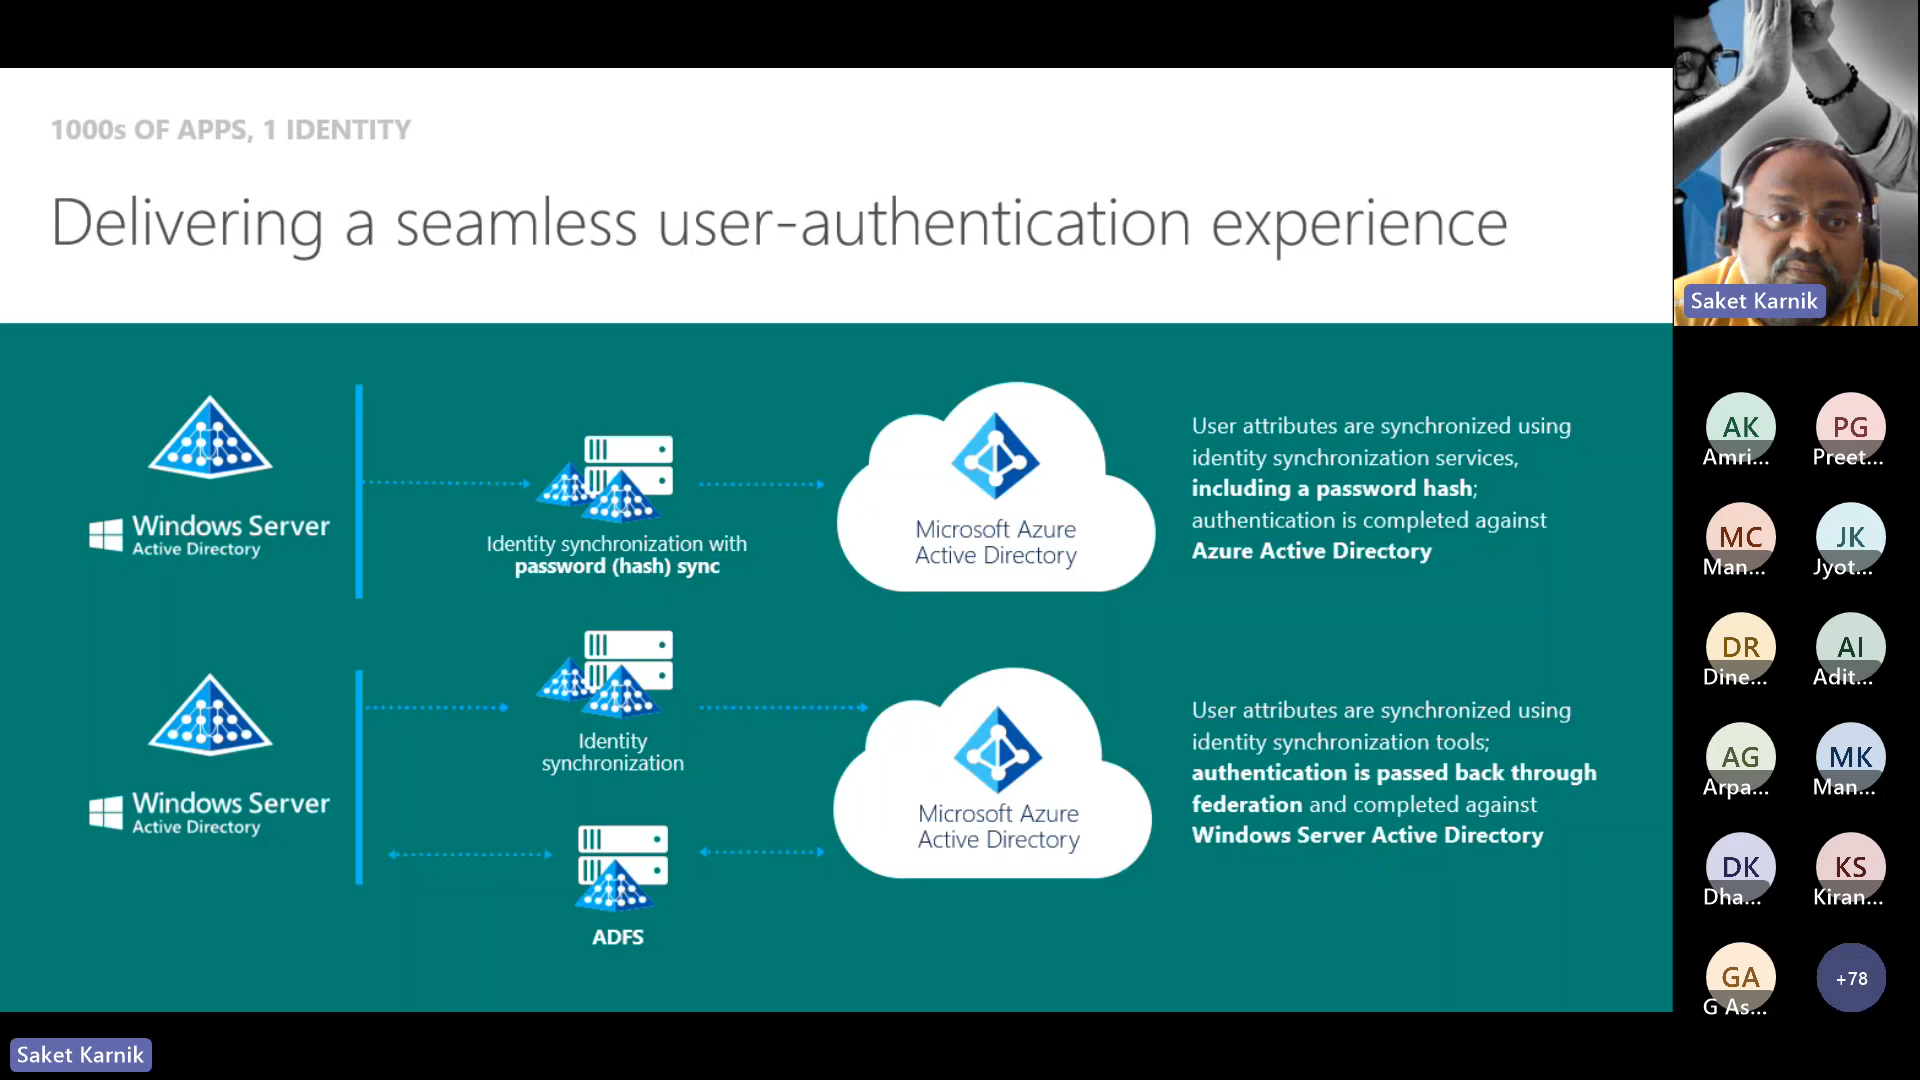 1000s OF APPS, 1 IDENTITY
Delivering a seamless user-authentication experience
Windows Server
Active Directory
Identity synchronization with
password (hash) sync
Microsoft Azure
Active Directory
User attributes are synchronized using
identity synchronization services,
including a password hash;
authentication is completed against
Azure Active Directory
Windows Server
Active Directory
Identity
synchronization
ADFS
Microsoft Azure
Active Directory
User attributes are synchronized using
identity synchronization tools;
authentication is passed back through
federation and completed against
Windows Server Active Directory
Saket Karnik
AK
Amri...
PG
Preet...
MC
Man...
JK
Jyot...
DR
Dine...
AI
Adit...
AG
Arpa...
MK
Man...
DK
Dha...
KS
Kiran...
GA
G As...
+78
Saket Karnik